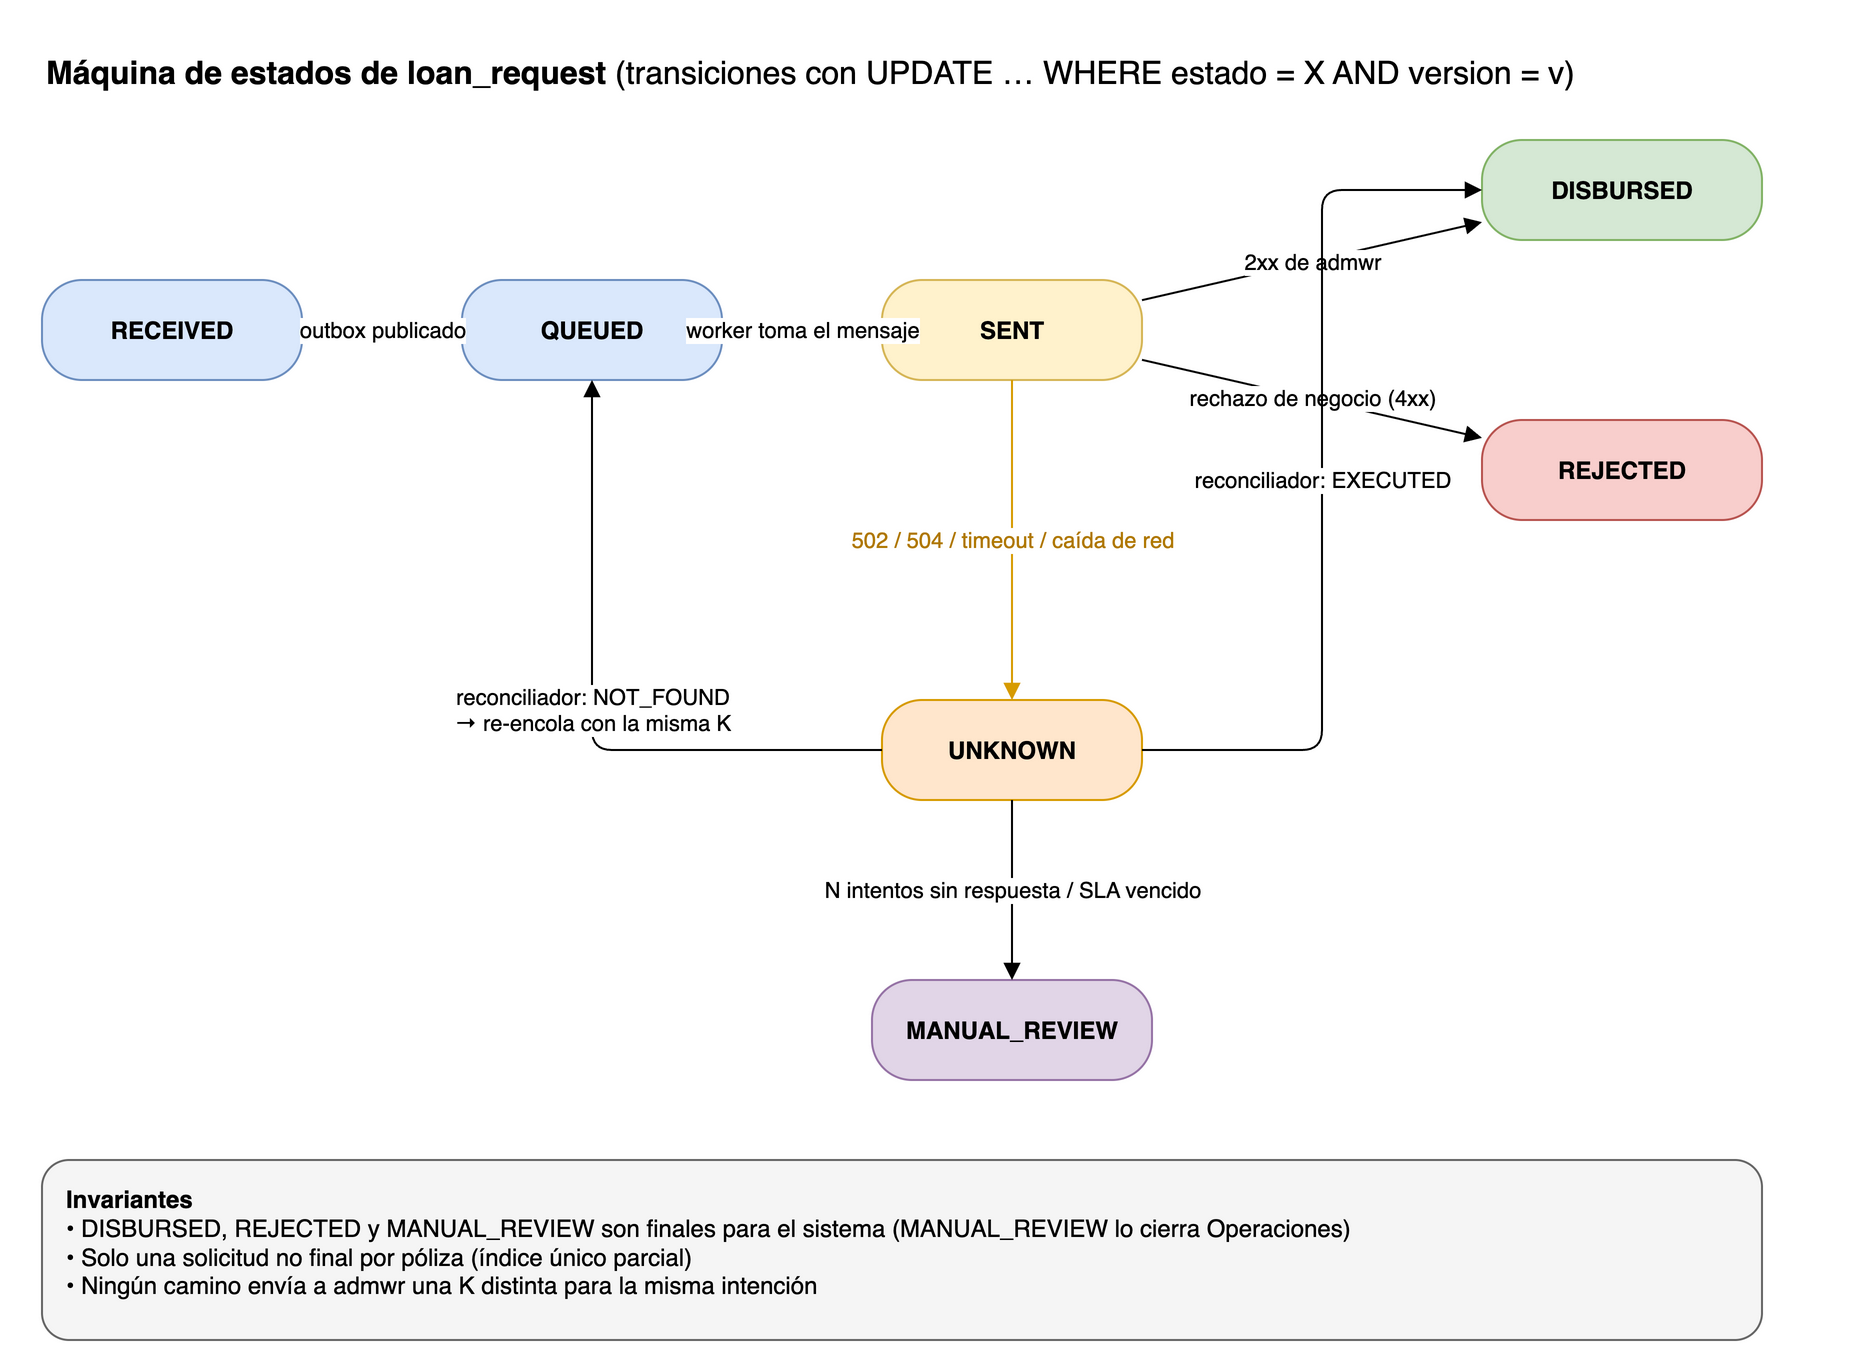 Máquina de estados de loan_request (transiciones con UPDATE … WHERE estado = X AND version = v)
DISBURSED
2xx de admwr
RECEIVED
outbox publicado
QUEUED
worker toma el mensaje
SENT
rechazo de negocio (4xx)
REJECTED
reconciliador: EXECUTED
502 / 504 / timeout / caída de red
reconciliador: NOT_FOUND
→ re-encola con la misma K
UNKNOWN
N intentos sin respuesta / SLA vencido
MANUAL_REVIEW
Invariantes
• DISBURSED, REJECTED y MANUAL_REVIEW son finales para el sistema (MANUAL_REVIEW lo cierra Operaciones)
• Solo una solicitud no final por póliza (índice único parcial)
• Ningún camino envía a admwr una K distinta para la misma intención